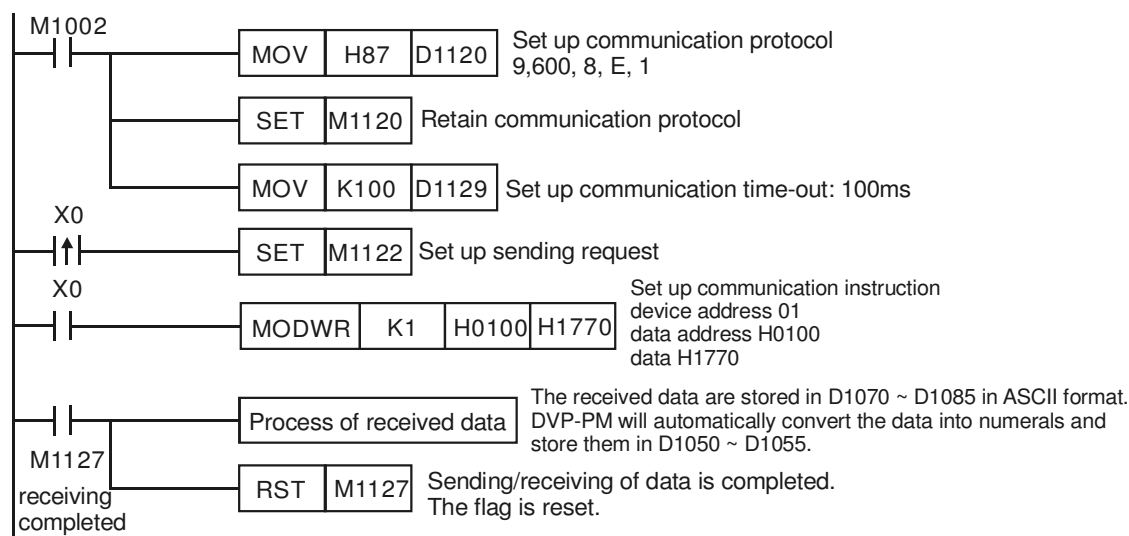 M1002
MOV H87 D1120
Set up communication protocol
9,600, 8, E, 1
SET M1120 Retain communication protocol
MOV K100 D1129 Set up communication time-out: 100ms
X0
SET M1122 Set up sending request
X0
MODWR K1 H0100 H1770
Set up communication instruction
device address 01
data address H0100
data H1770
Process of received data
The received data are stored in D1070 ~ D1085 in ASCII format.
DVP-PM will automatically convert the data into numerals and
store them in D1050 ~ D1055.
M1127
receiving
completed
RST M1127
Sending/receiving of data is completed.
The flag is reset.